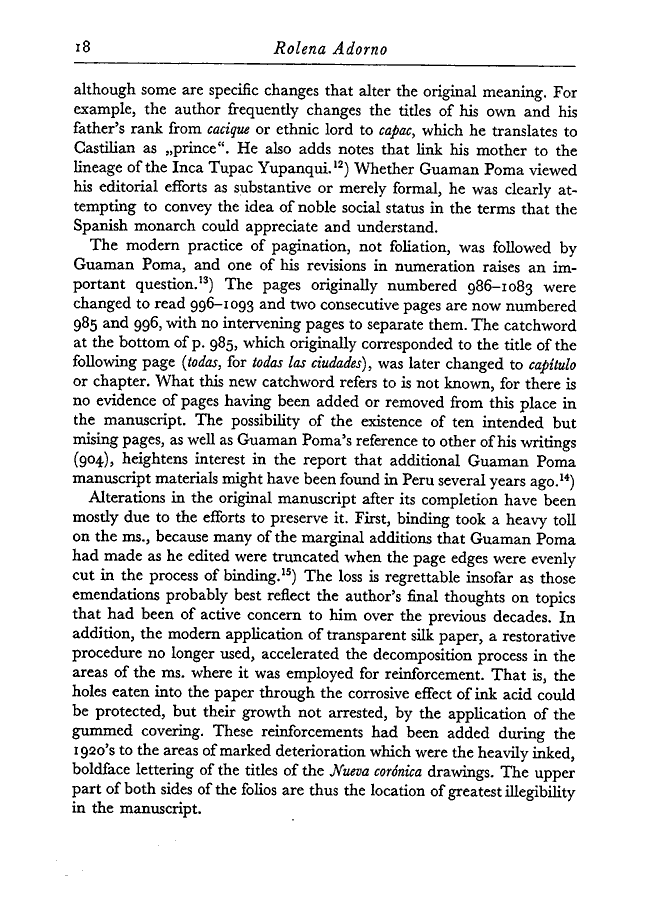 18 Rolena Adorno
although some are specific changes that alter the original meaning. For
example, the author frequently changes the titles of his own and his
father's rank from cacique or ethnic lord to capac, which he translates to
Castilian as „prince“. He also adds notes that link his mother to the
lineage of the Inca Tupac Yupanqui.¹²) Whether Guaman Poma viewed
his editorial efforts as substantive or merely formal, he was clearly at-
tempting to convey the idea of noble social status in the terms that the
Spanish monarch could appreciate and understand.
The modern practice of pagination, not foliation, was followed by
Guaman Poma, and one of his revisions in numeration raises an im-
portant question.¹³) The pages originally numbered 986–1083 were
changed to read 996–1093 and two consecutive pages are now numbered
985 and 996, with no intervening pages to separate them. The catchword
at the bottom of p. 985, which originally corresponded to the title of the
following page (todas, for todas las ciudades), was later changed to capítulo
or chapter. What this new catchword refers to is not known, for there is
no evidence of pages having been added or removed from this place in
the manuscript. The possibility of the existence of ten intended but
mising pages, as well as Guaman Poma's reference to other of his writings
(904), heightens interest in the report that additional Guaman Poma
manuscript materials might have been found in Peru several years ago.¹⁴)
Alterations in the original manuscript after its completion have been
mostly due to the efforts to preserve it. First, binding took a heavy toll
on the ms., because many of the marginal additions that Guaman Poma
had made as he edited were truncated when the page edges were evenly
cut in the process of binding.¹⁵) The loss is regrettable insofar as those
emendations probably best reflect the author's final thoughts on topics
that had been of active concern to him over the previous decades. In
addition, the modern application of transparent silk paper, a restorative
procedure no longer used, accelerated the decomposition process in the
areas of the ms. where it was employed for reinforcement. That is, the
holes eaten into the paper through the corrosive effect of ink acid could
be protected, but their growth not arrested, by the application of the
gummed covering. These reinforcements had been added during the
1920's to the areas of marked deterioration which were the heavily inked,
boldface lettering of the titles of the Nueva corónica drawings. The upper
part of both sides of the folios are thus the location of greatest illegibility
in the manuscript.